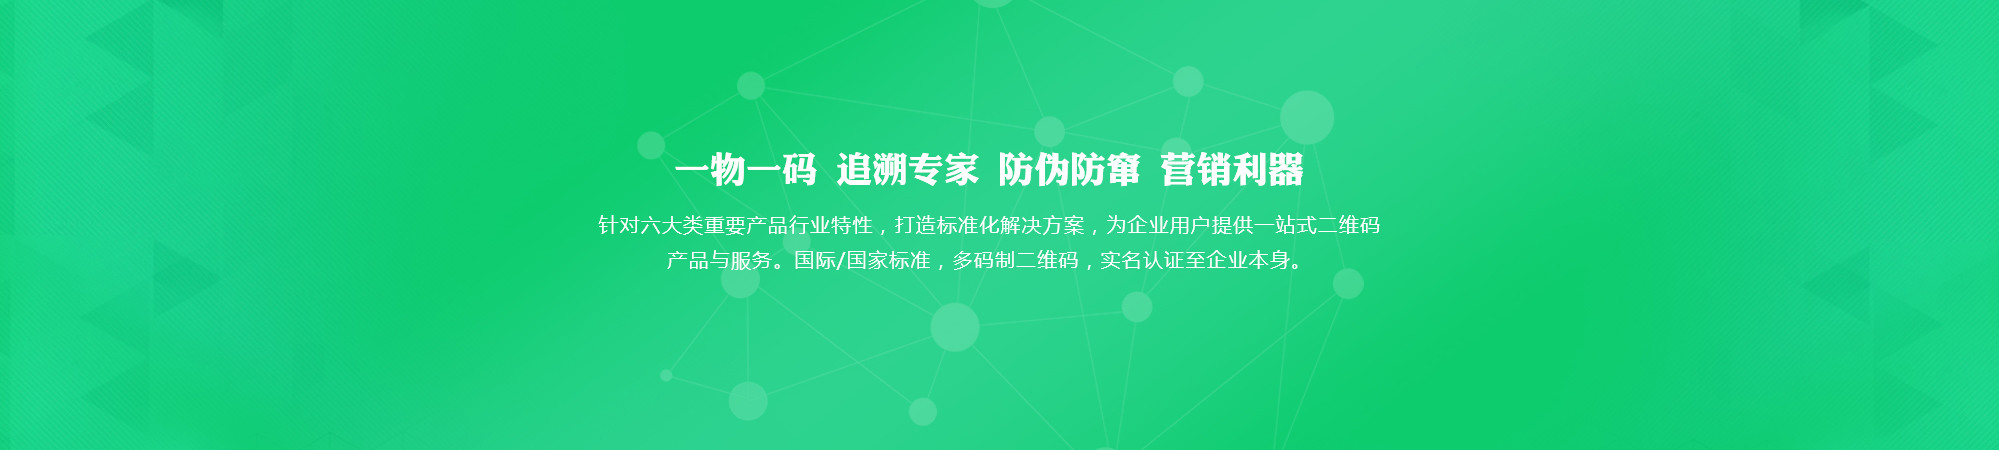 一物一码 追溯专家 防伪防窜 营销利器
针对六大类重要产品行业特性，打造标准化解决方案，为企业用户提供一站式二维码
产品与服务。国际/国家标准，多码制二维码，实名认证至企业本身。